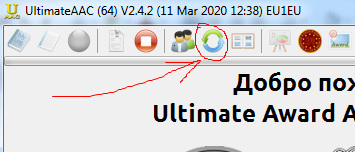 UltimateAAC (64) V2.4.2 (11 Mar 2020 12:38) EU1EU
Добро пож
Ultimate Award A